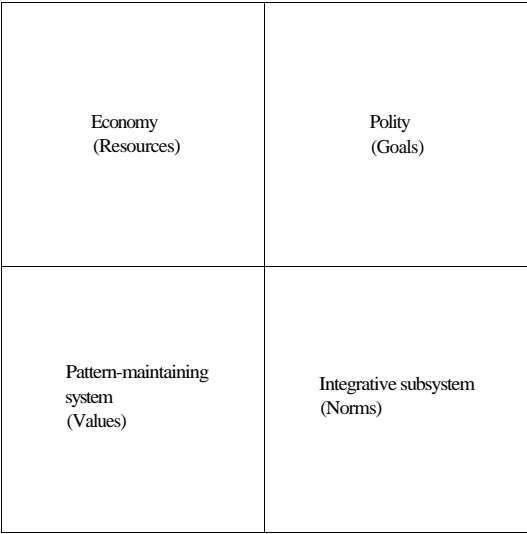 Economy
(Resources)
Polity
(Goals)
Pattern-maintaining
system
(Values)
Integrative subsystem
(Norms)